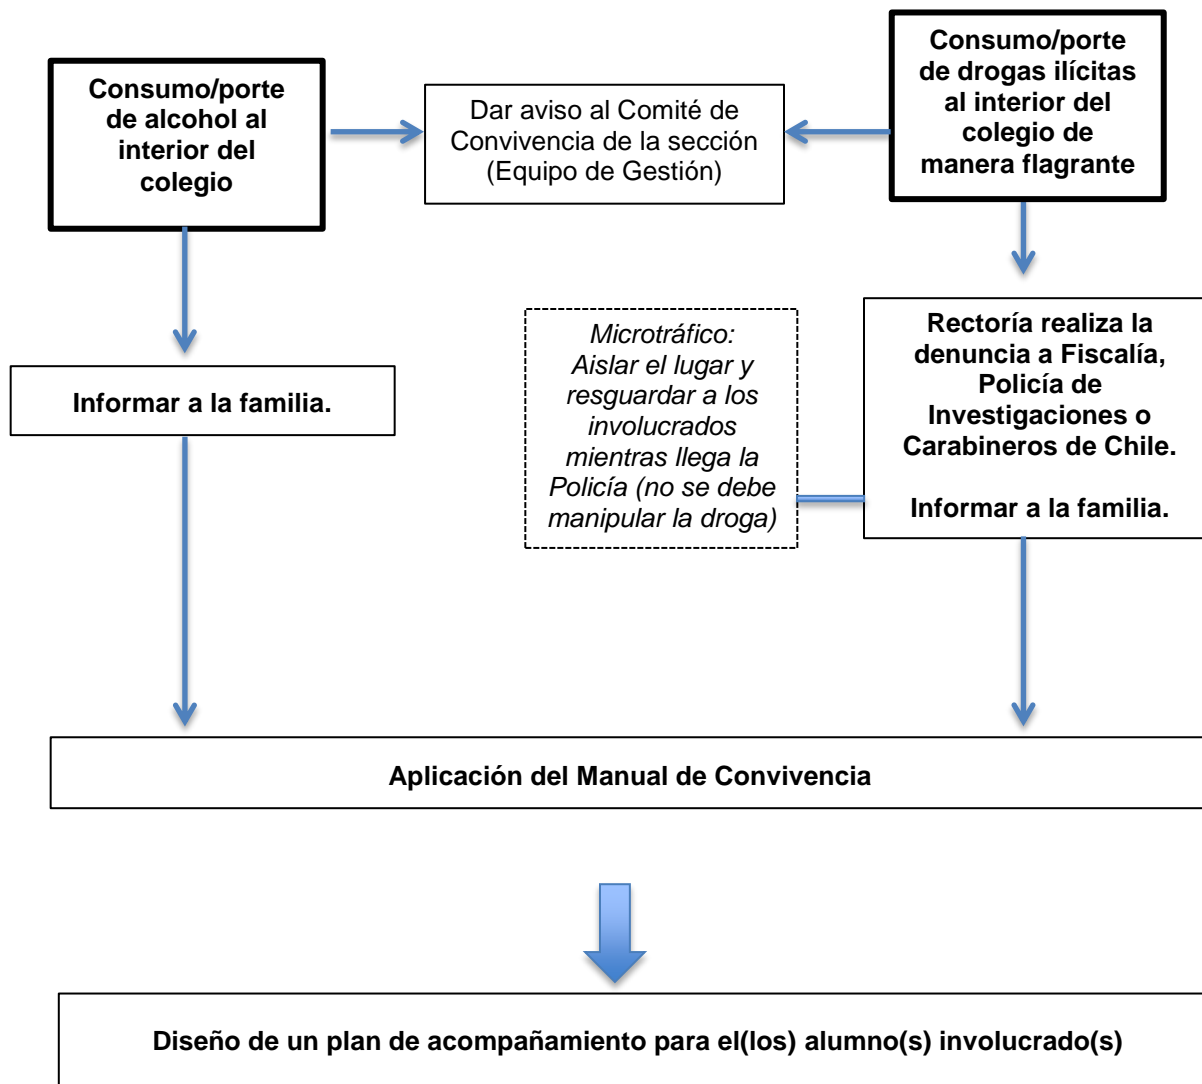 Consumo/porte
de alcohol al
interior del
colegio
Dar aviso al Comité de
Convivencia de la sección
(Equipo de Gestión)
Consumo/porte
de drogas ilícitas
al interior del
colegio de
manera flagrante
Informar a la familia.
Microtráfico:
Aislar el lugar y
resguardar a los
involucrados
mientras llega la
Policía (no se debe
manipular la droga)
Rectoría realiza la
denuncia a Fiscalía,
Policía de
Investigaciones o
Carabineros de Chile.
Informar a la familia.
Aplicación del Manual de Convivencia
Diseño de un plan de acompañamiento para el(los) alumno(s) involucrado(s)